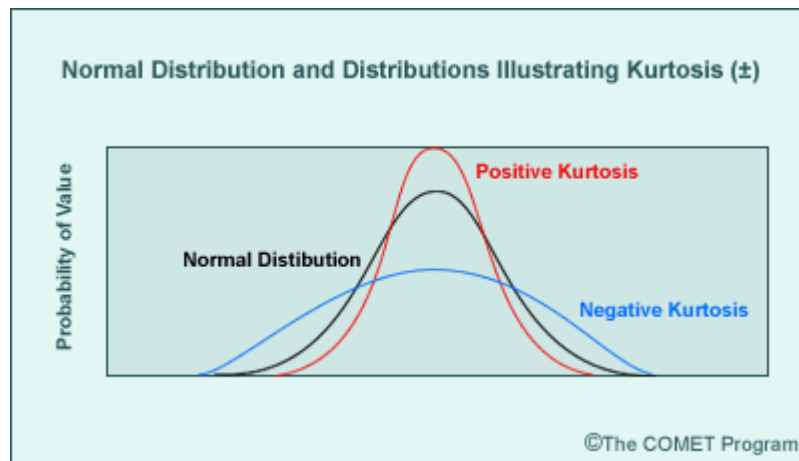 Normal Distribution and Distributions Illustrating Kurtosis (±)
Positive Kurtosis
Normal Distibution
Negative Kurtosis
Probability of Value
©The COMET Program